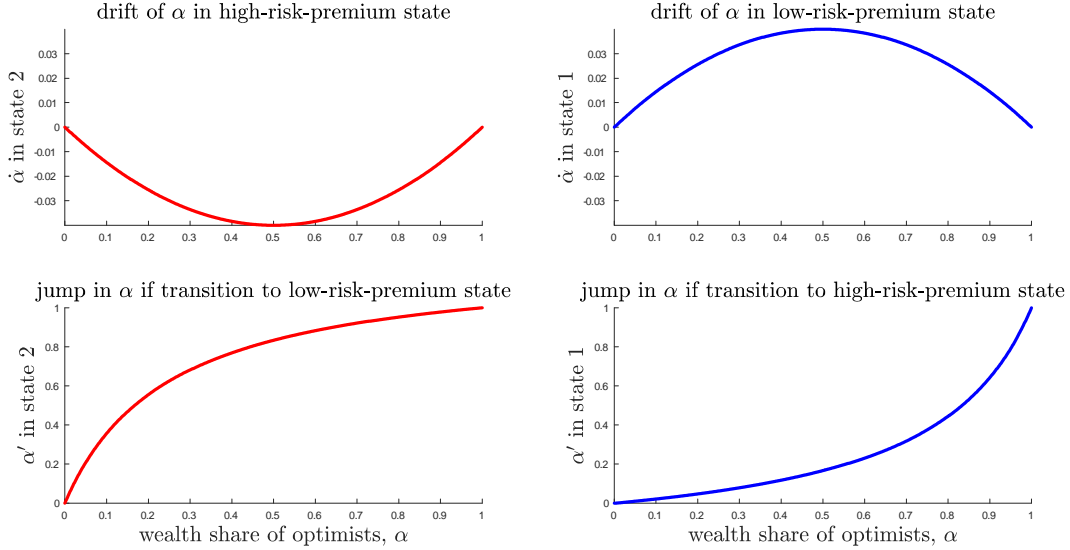 drift of α in high-risk-premium state
α̇ in state 2
0.03
0.02
0.01
0
-0.01
-0.02
-0.03
0 0.1 0.2 0.3 0.4 0.5 0.6 0.7 0.8 0.9 1
drift of α in low-risk-premium state
α̇ in state 1
0.03
0.02
0.01
0
-0.01
-0.02
-0.03
0 0.1 0.2 0.3 0.4 0.5 0.6 0.7 0.8 0.9 1
jump in α if transition to low-risk-premium state
α′ in state 2
1
0.8
0.6
0.4
0.2
0
0 0.1 0.2 0.3 0.4 0.5 0.6 0.7 0.8 0.9 1
wealth share of optimists, α
jump in α if transition to high-risk-premium state
α′ in state 1
1
0.8
0.6
0.4
0.2
0
0 0.1 0.2 0.3 0.4 0.5 0.6 0.7 0.8 0.9 1
wealth share of optimists, α